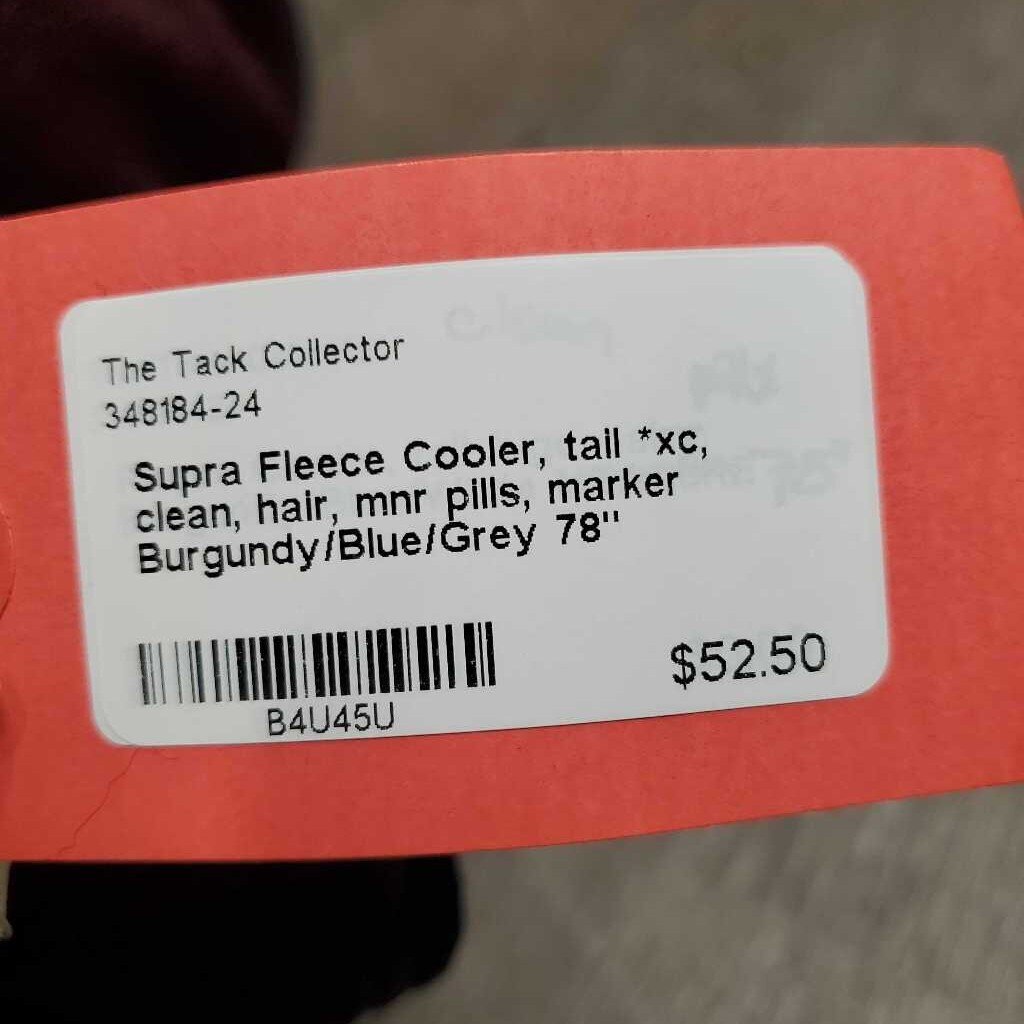 The Tack Collector
348184-24
Supra Fleece Cooler, tail *xc,
clean, hair, mnr pills, marker
Burgundy/Blue/Grey 78"
$52.50
B4U45U